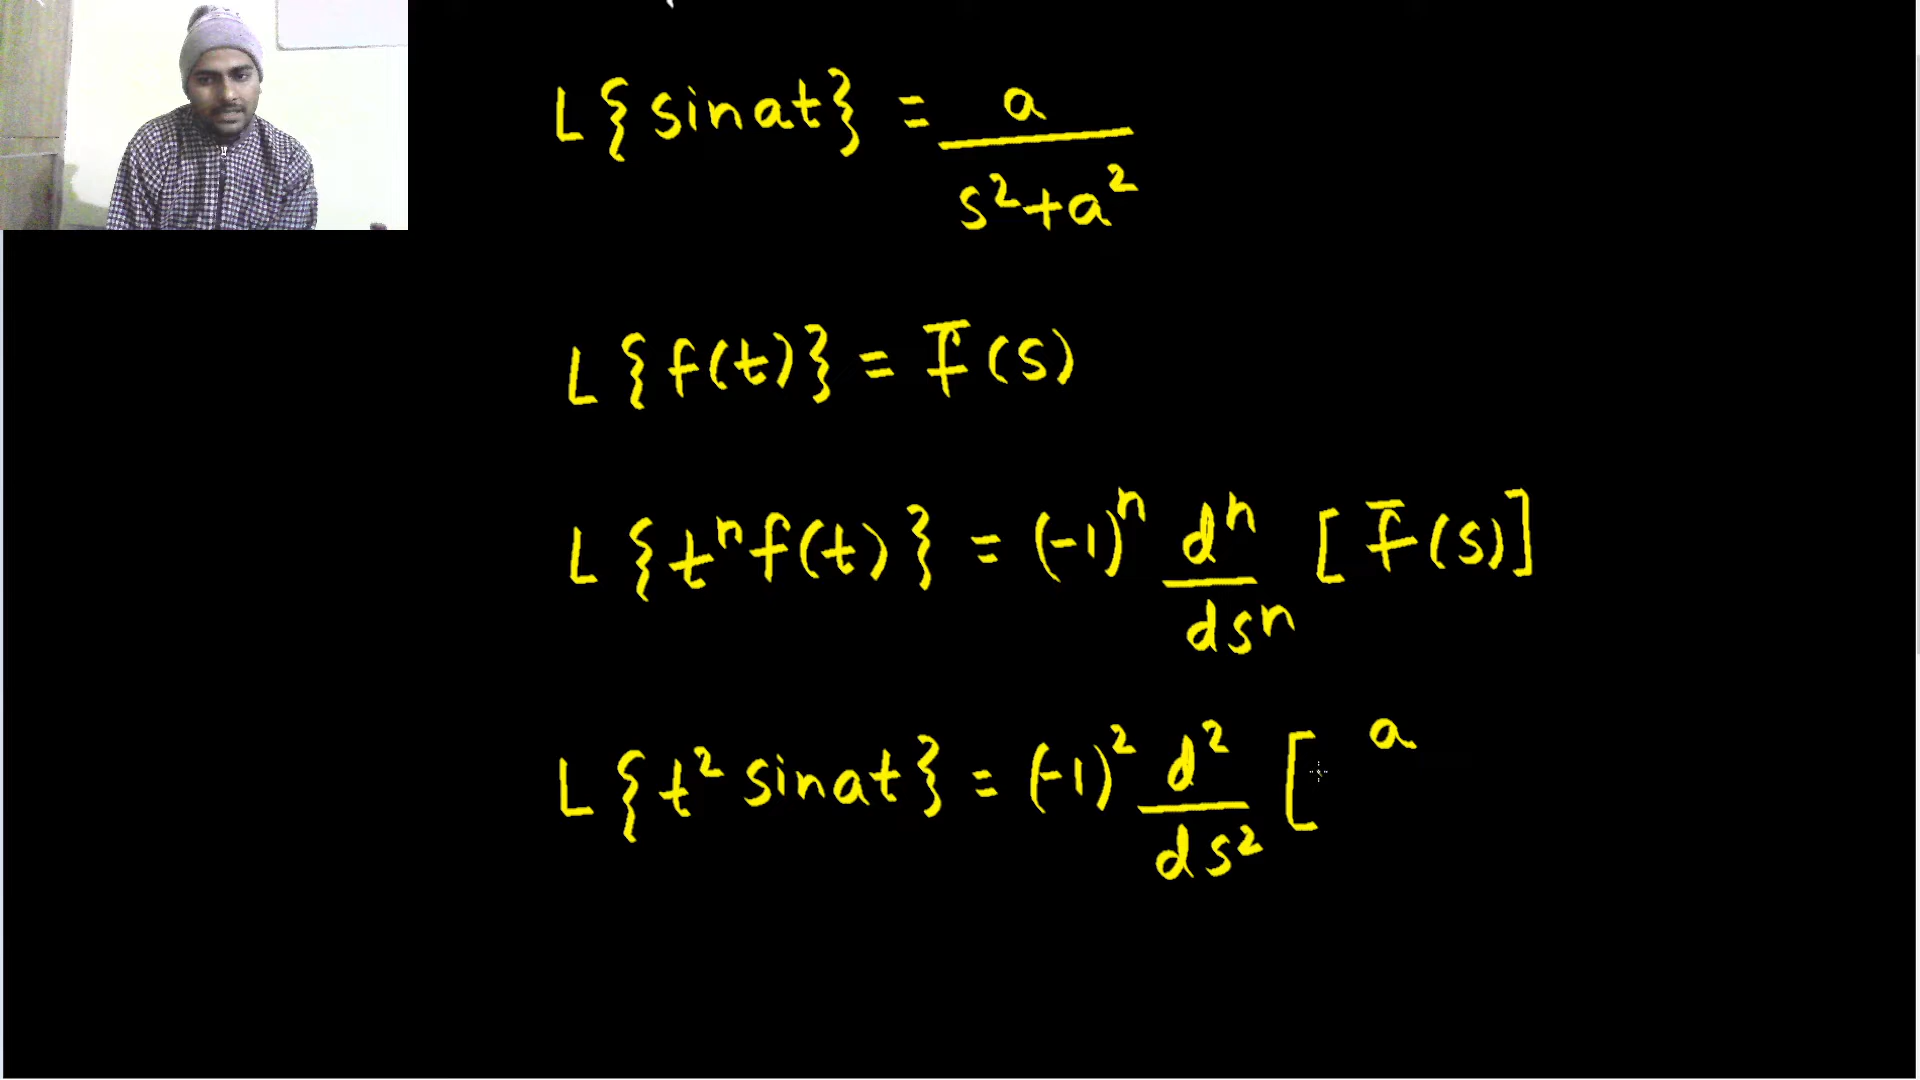 L{sinat} = a
s²+a²
L{f(t)} = f̅(s)
L{tⁿf(t)} = (-1)ⁿ dⁿ [f̅(s)]
dsⁿ
L{t² sinat} = (-1)² d² [ a
ds²